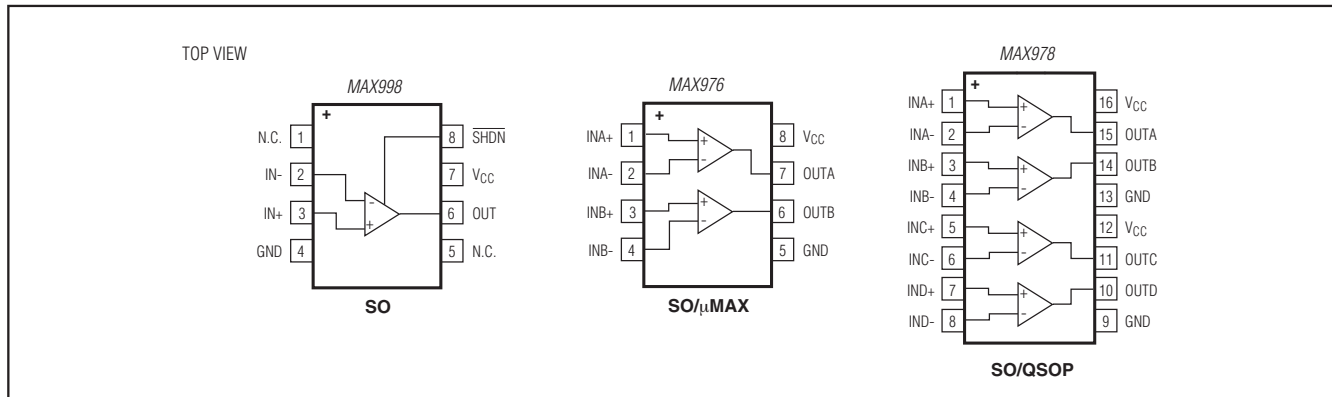 TOP VIEW
MAX998
+
N.C. 1
IN- 2
IN+ 3
GND 4
8 SHDN
7 VCC
6 OUT
5 N.C.
-
+
SO
MAX976
+
INA+ 1
INA- 2
INB+ 3
INB- 4
8 VCC
7 OUTA
6 OUTB
5 GND
+
-
+
-
SO/μMAX
MAX978
+
INA+ 1
INA- 2
INB+ 3
INB- 4
INC+ 5
INC- 6
IND+ 7
IND- 8
16 VCC
15 OUTA
14 OUTB
13 GND
12 VCC
11 OUTC
10 OUTD
9 GND
+
-
+
-
+
-
+
-
SO/QSOP